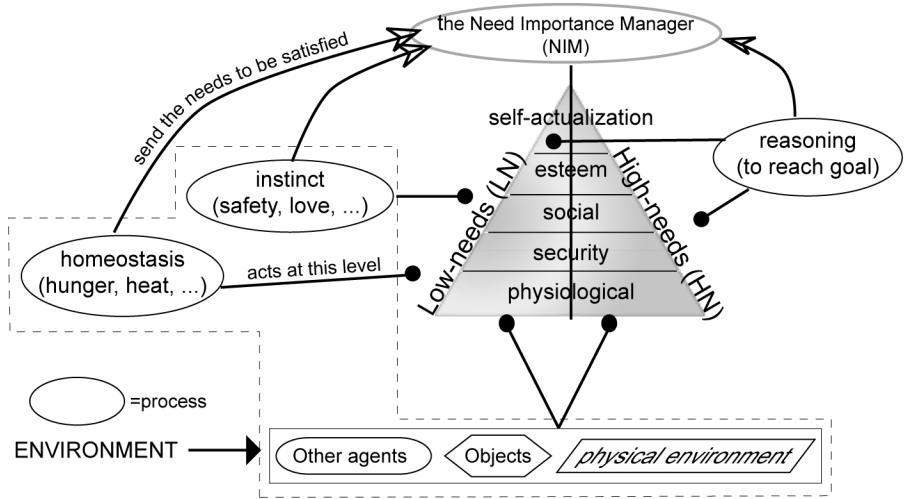 the Need Importance Manager
(NIM)
send the needs to be satisfied
self-actualization
reasoning
(to reach goal)
instinct
(safety, love, ...)
esteem
Low-needs (LN)
High-needs (HN)
social
homeostasis
(hunger, heat, ...)
acts at this level
security
physiological
=process
ENVIRONMENT
Other agents
Objects
physical environment